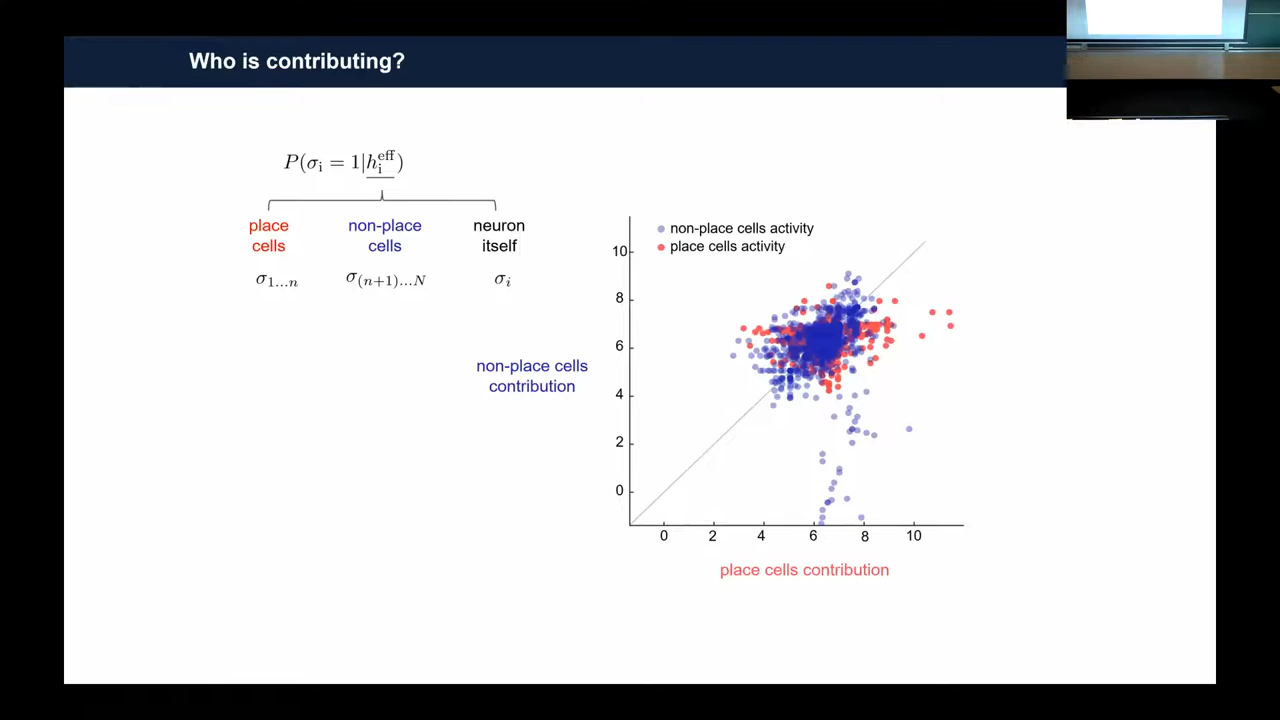 Who is contributing?
P(σi = 1|hi^eff)
place non-place neuron
cells cells itself
σ1...n σ(n+1)...N σi
non-place cells activity
place cells activity
10
8
6
4
2
0
non-place cells
contribution
0 2 4 6 8 10
place cells contribution